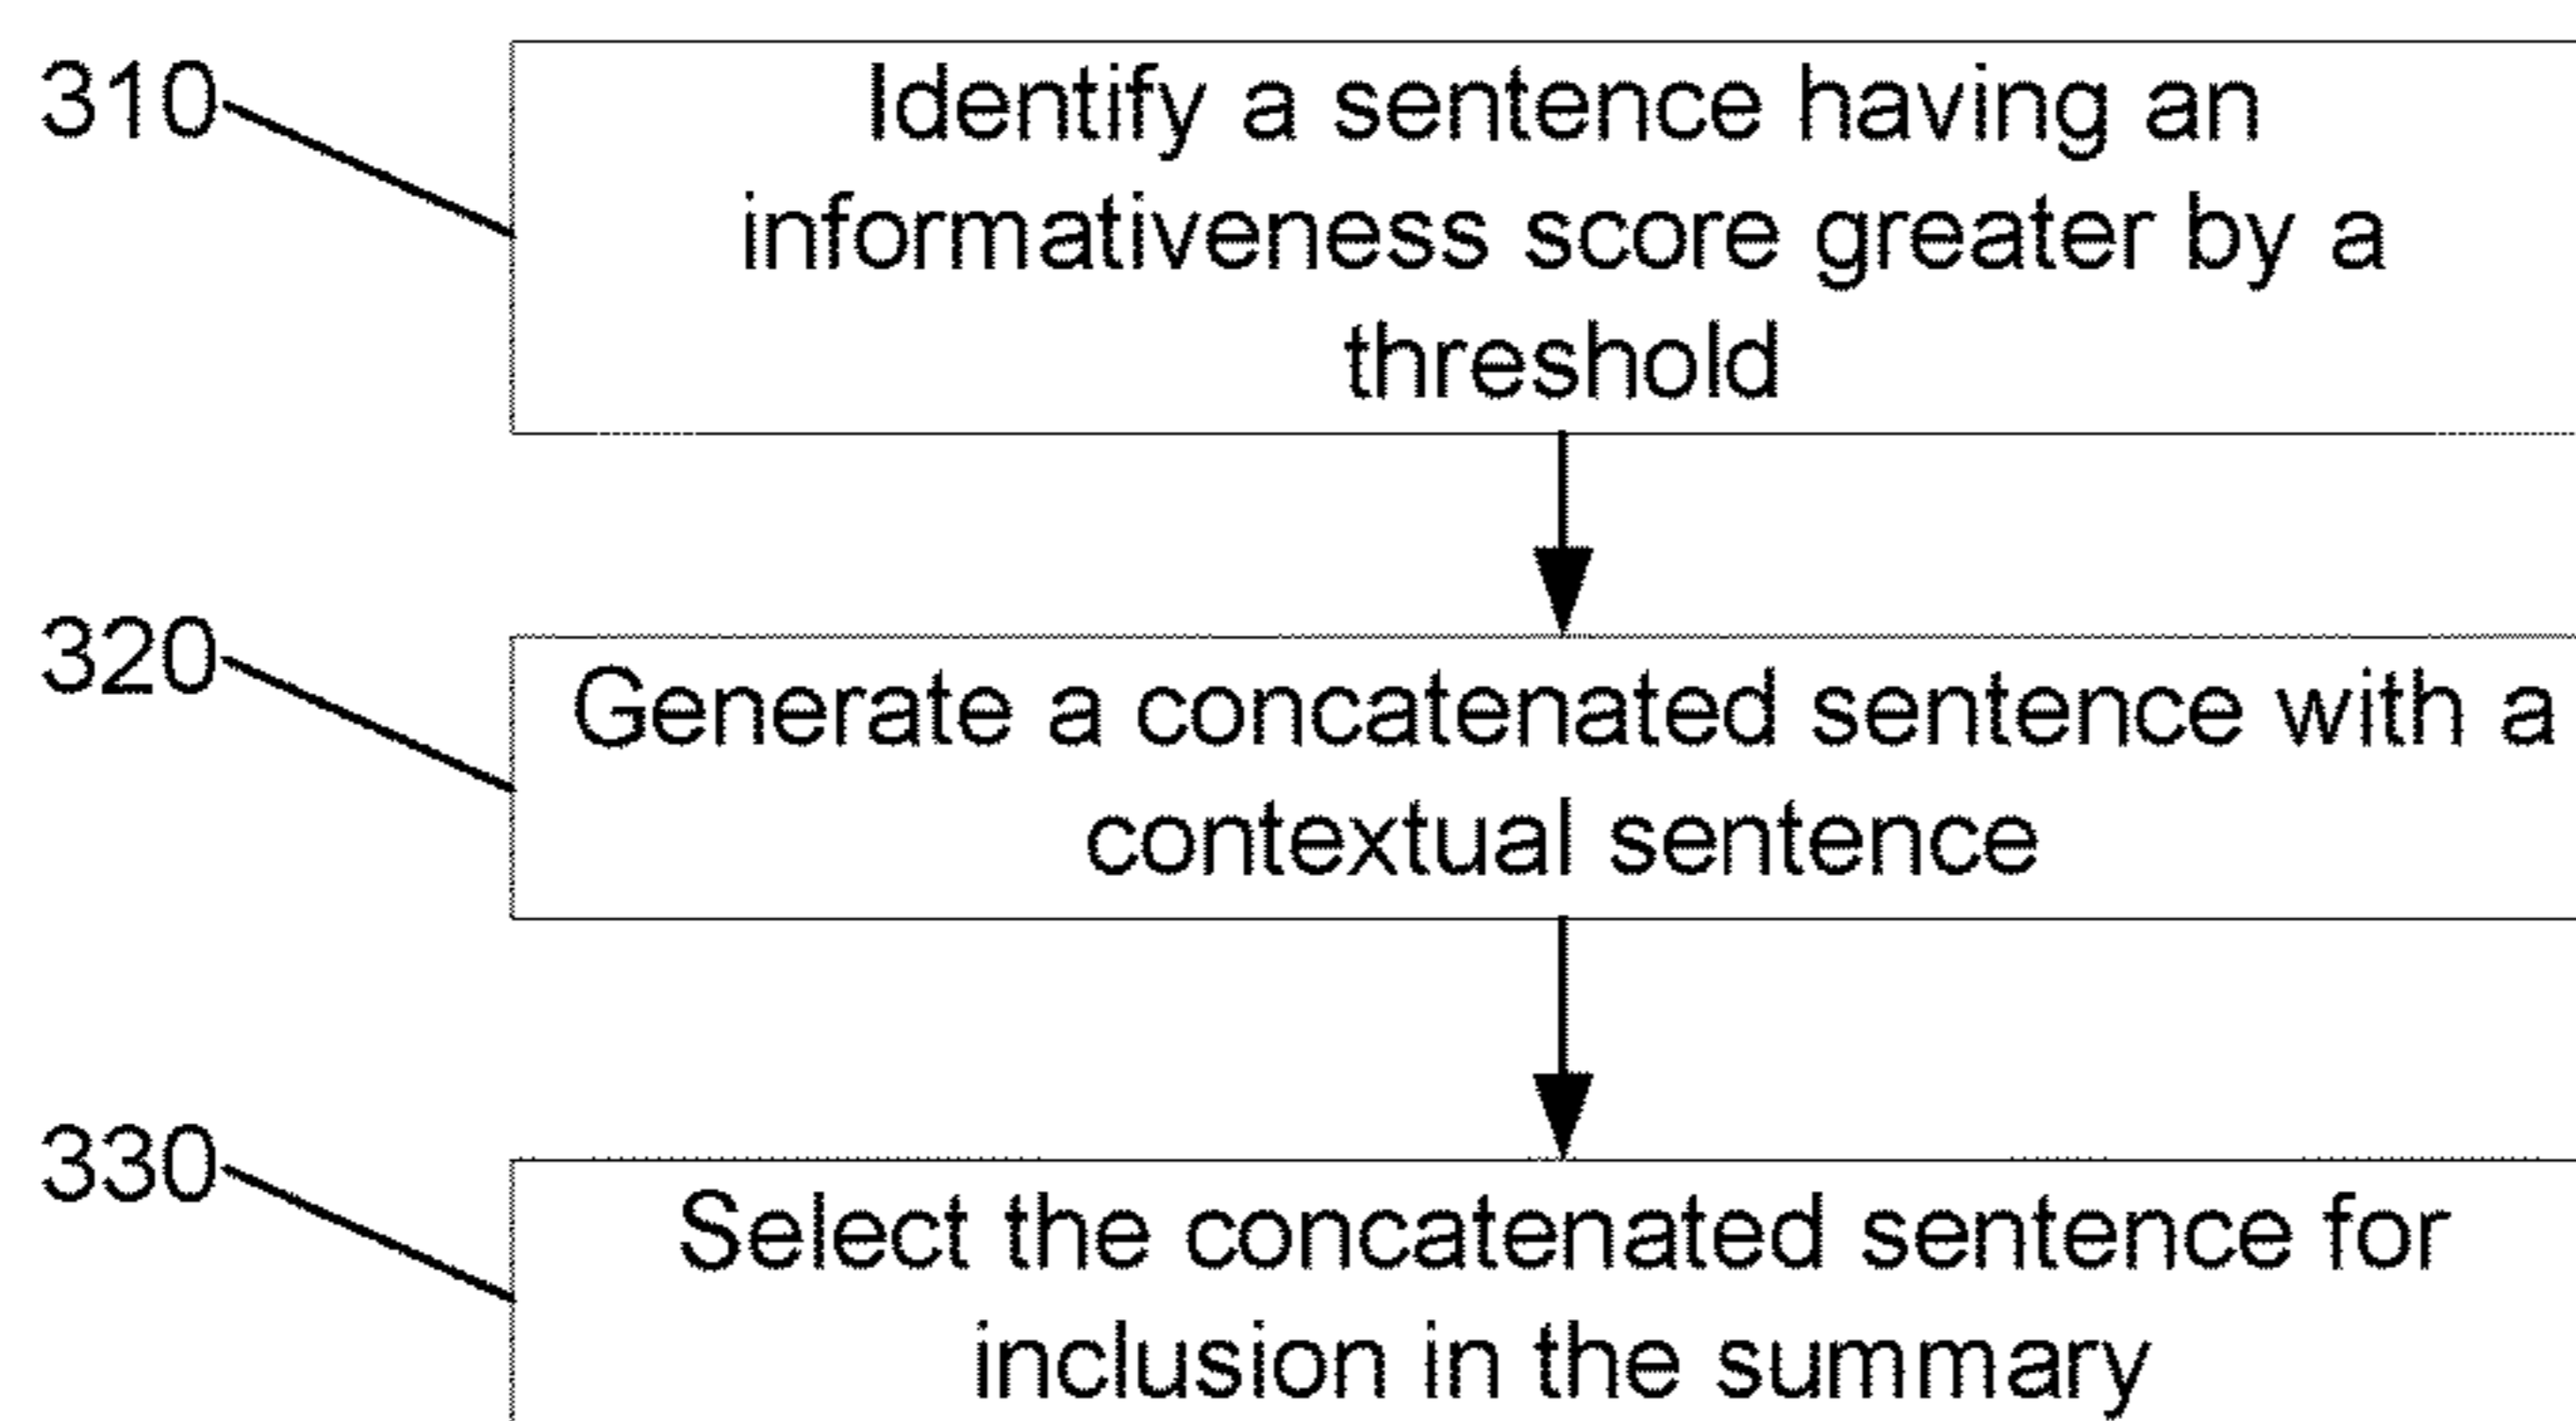 310
Identify a sentence having an
informativeness score greater by a
threshold
320
Generate a concatenated sentence with a
contextual sentence
330
Select the concatenated sentence for
inclusion in the summary